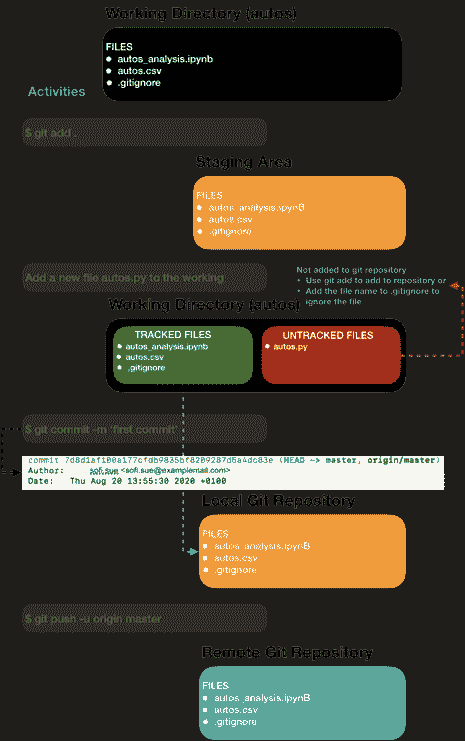 Working Directory (autos)
FILES
• autos_analysis.ipynb
• autos.csv
• .gitignore
Activities
$ git add .
Staging Area
FILES
• autos_analysis.ipynB
• autos.csv
• .gitignore
Add a new file autos.py to the working
Not added to git repository
• Use git add to add to repository or
• Add the file name to .gitignore to
ignore the file
Working Directory (autos)
TRACKED FILES
• autos_analysis.ipynb
• autos.csv
• .gitignore
UNTRACKED FILES
• autos.py
$ git commit -m 'first commit'
commit (HEAD -> master, origin/master)
Author: sofi.sue <sofi.sue@examplemail.com>
Date: Thu Aug 20 13:55:30 2020 +0100
Local Git Repository
FILES
• autos_analysis.ipynB
• autos.csv
• .gitignore
$ git push -u origin master
Remote Git Repository
FILES
• autos_analysis.ipynB
• autos.csv
• .gitignore